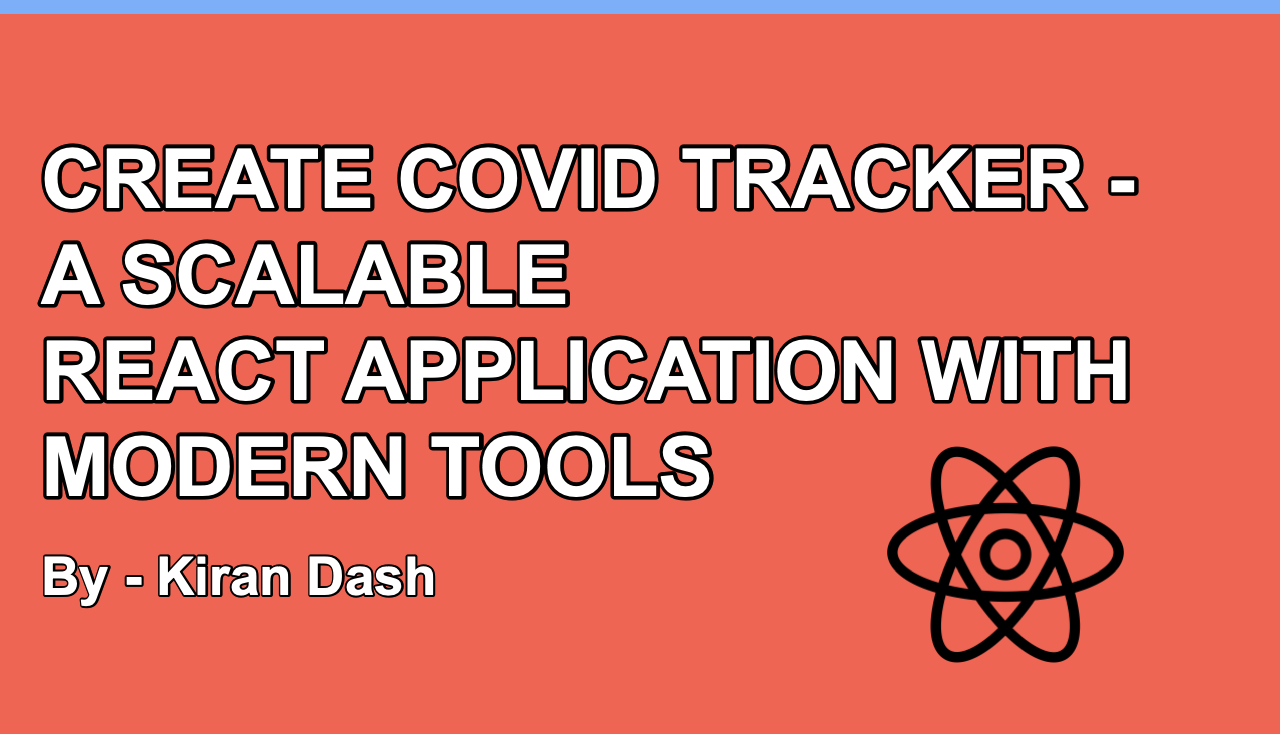 CREATE COVID TRACKER -
A SCALABLE
REACT APPLICATION WITH
MODERN TOOLS
By - Kiran Dash